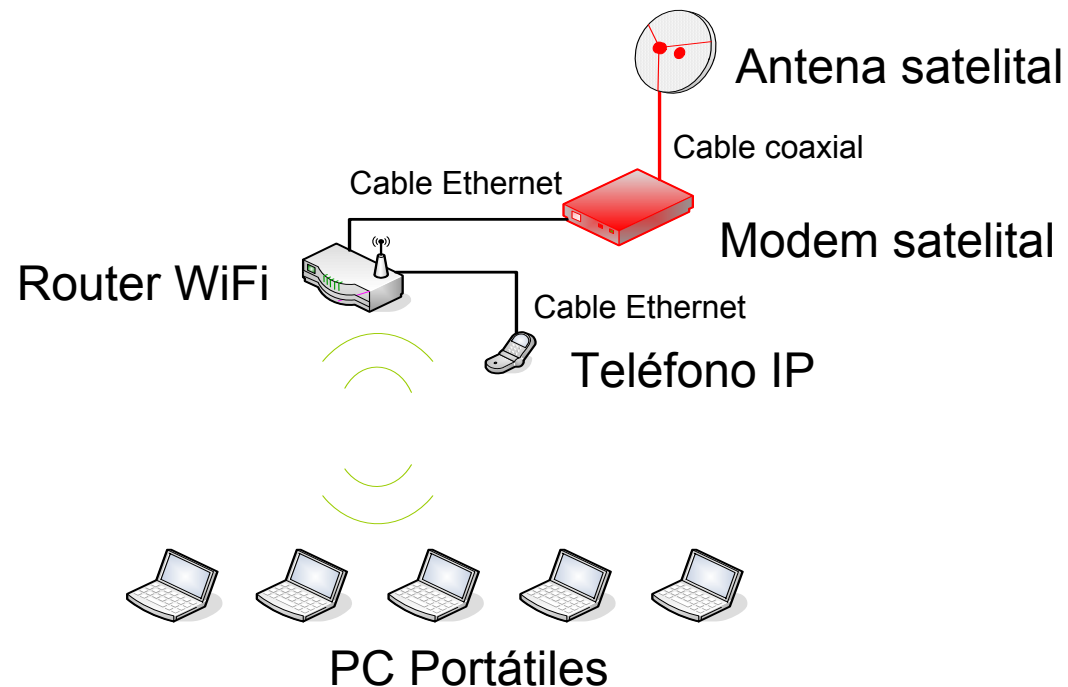 Antena satelital
Cable coaxial
Cable Ethernet
Modem satelital
Router WiFi
Cable Ethernet
Teléfono IP
PC Portátiles